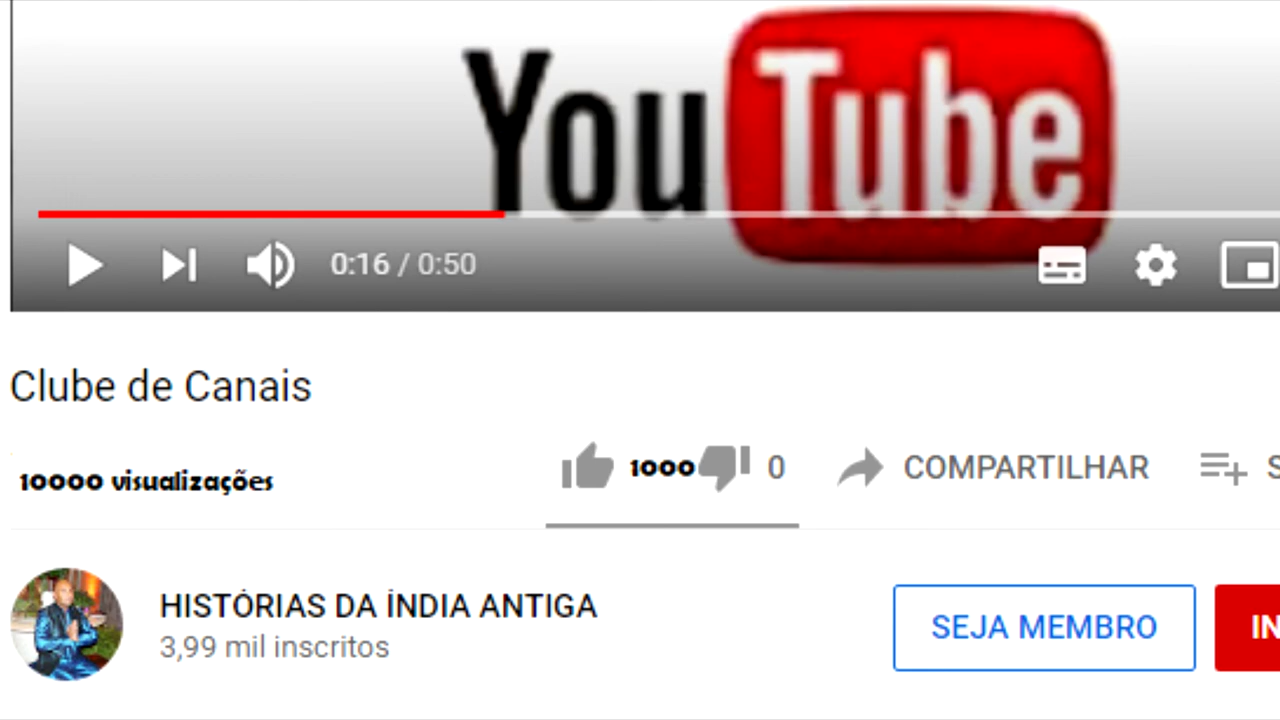 YouTube
0:16 / 0:50
Clube de Canais
10000 visualizações
1000
0
COMPARTILHAR
HISTÓRIAS DA ÍNDIA ANTIGA
3,99 mil inscritos
SEJA MEMBRO